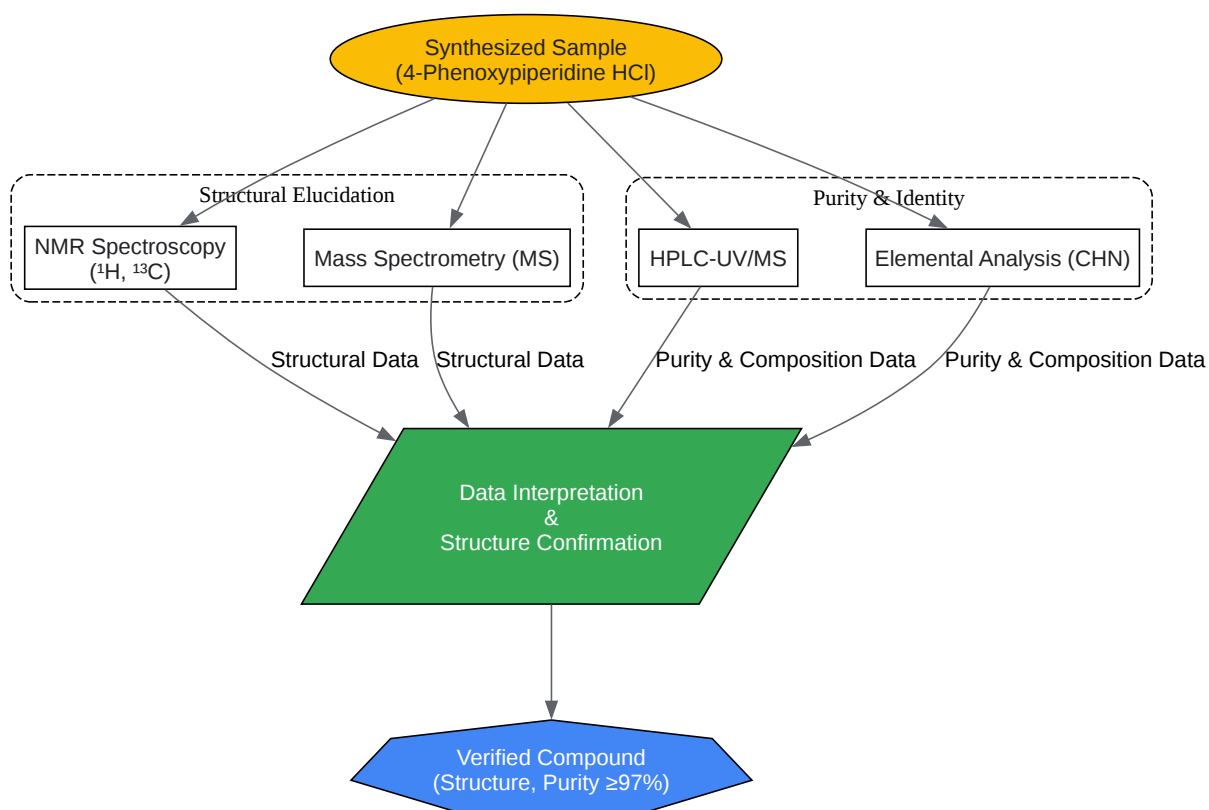 Synthesized Sample
(4-Phenoxypiperidine HCl)
Structural Elucidation
Purity & Identity
NMR Spectroscopy
(¹H, ¹³C)
Mass Spectrometry (MS)
HPLC-UV/MS
Elemental Analysis (CHN)
Structural Data
Structural Data
Purity & Composition Data
Purity & Composition Data
Data Interpretation
&
Structure Confirmation
Verified Compound
(Structure, Purity ≥97%)